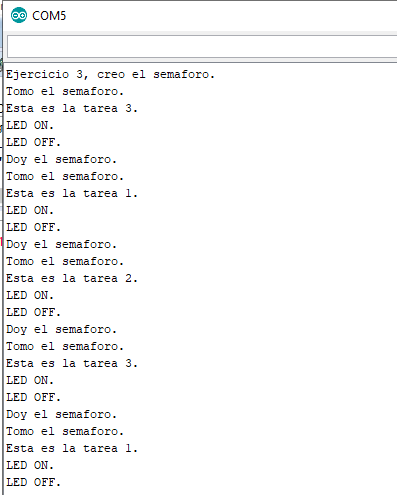 COM5
Ejercicio 3, creo el semaforo.
Tomo el semaforo.
Esta es la tarea 3.
LED ON.
LED OFF.
Doy el semaforo.
Tomo el semaforo.
Esta es la tarea 1.
LED ON.
LED OFF.
Doy el semaforo.
Tomo el semaforo.
Esta es la tarea 2.
LED ON.
LED OFF.
Doy el semaforo.
Tomo el semaforo.
Esta es la tarea 3.
LED ON.
LED OFF.
Doy el semaforo.
Tomo el semaforo.
Esta es la tarea 1.
LED ON.
LED OFF.